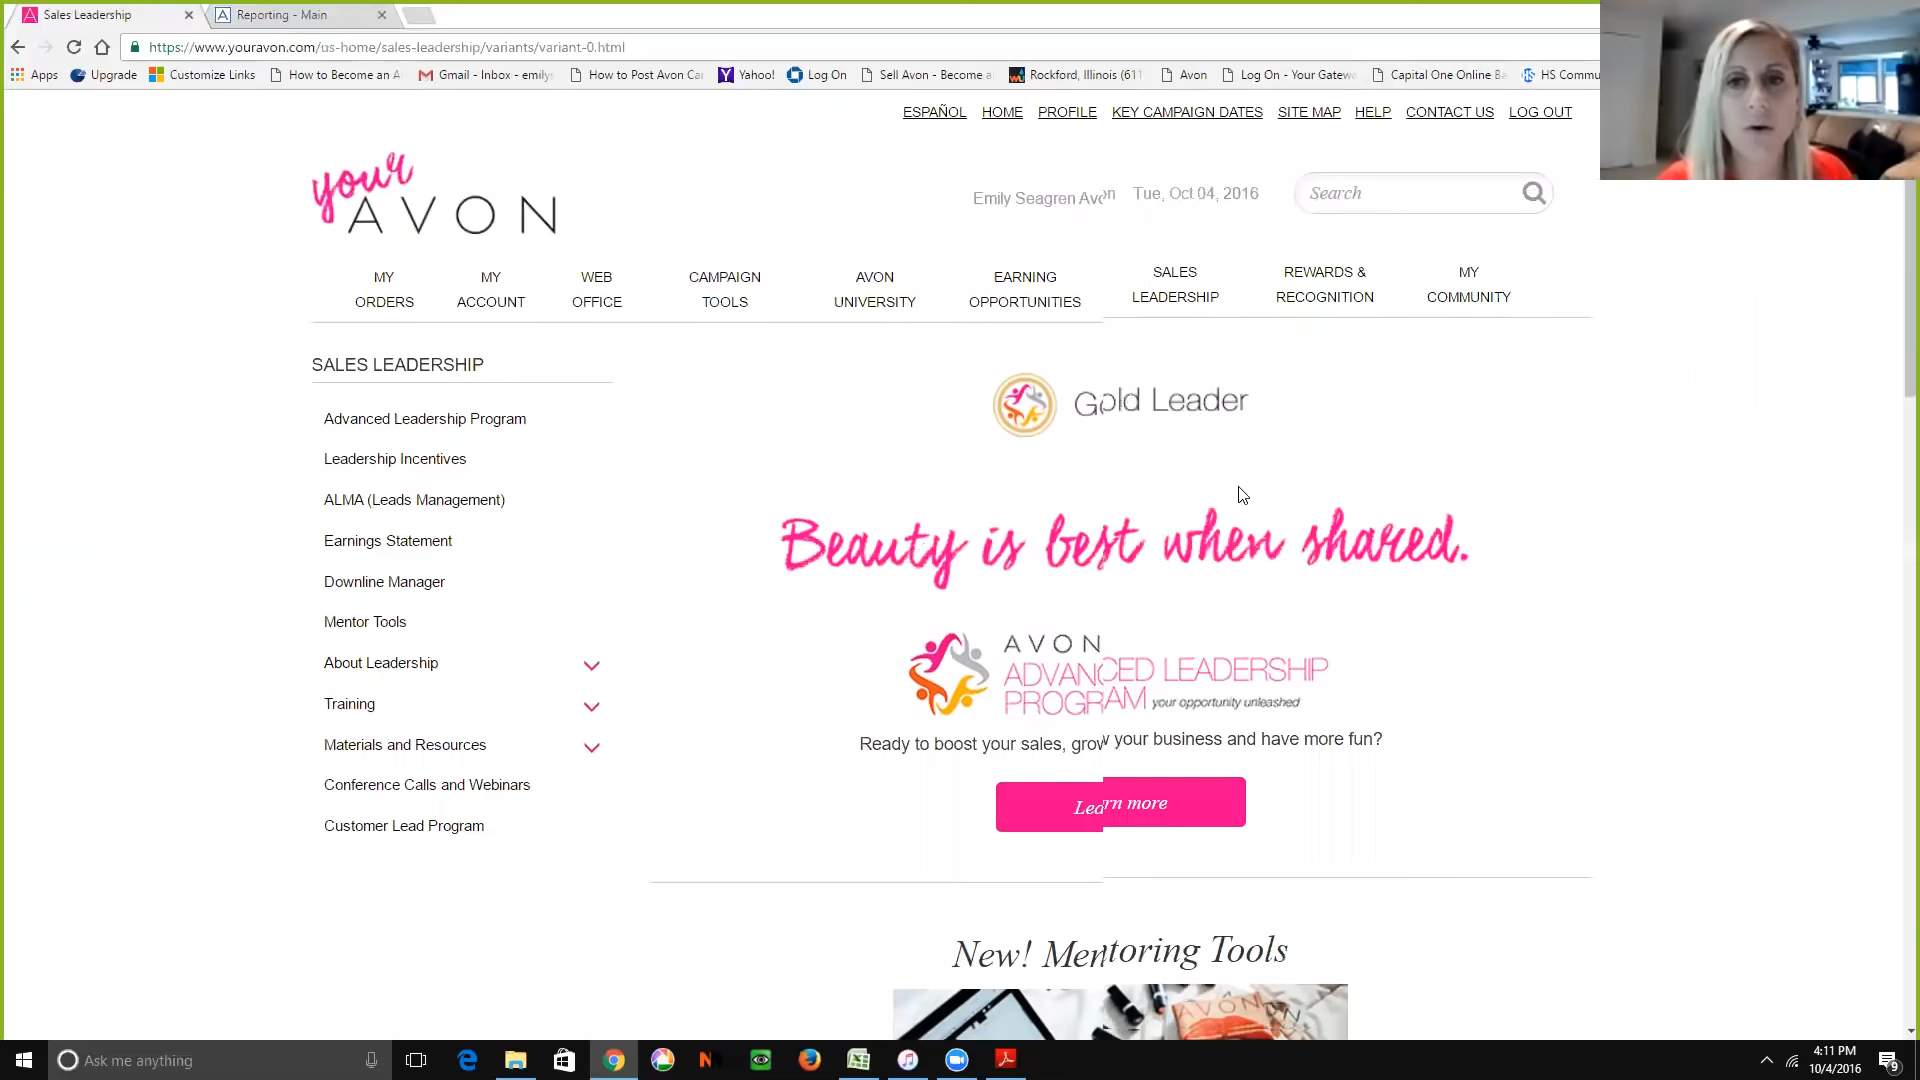 Sales Leadership
Reporting - Main
https://www.youravon.com/us-home/sales-leadership/variants/variant-0.html
Apps Upgrade Customize Links How to Become an A Gmail - Inbox - emily How to Post Avon Ca Yahoo! Log On Sell Avon - Become a Rockford, Illinois (611 Avon Log On - Your Gatew Capital One Online Ba HS Commu
ESPAÑOL HOME PROFILE KEY CAMPAIGN DATES SITE MAP HELP CONTACT US LOG OUT
your
AVON
Emily Seagren Avon Tue, Oct 04, 2016 Search
MY ORDERS
MY ACCOUNT
WEB OFFICE
CAMPAIGN TOOLS
AVON UNIVERSITY
EARNING OPPORTUNITIES
SALES LEADERSHIP
REWARDS & RECOGNITION
MY COMMUNITY
SALES LEADERSHIP
Advanced Leadership Program
Leadership Incentives
ALMA (Leads Management)
Earnings Statement
Downline Manager
Mentor Tools
About Leadership
Training
Materials and Resources
Conference Calls and Webinars
Customer Lead Program
Gold Leader
Beauty is best when shared.
AVON
ADVANCED LEADERSHIP
PROGRAM your opportunity unleashed
Ready to boost your sales, grow your business and have more fun?
Learn more
New! Mentoring Tools
AVON
Ask me anything
4:11 PM
10/4/2016
9